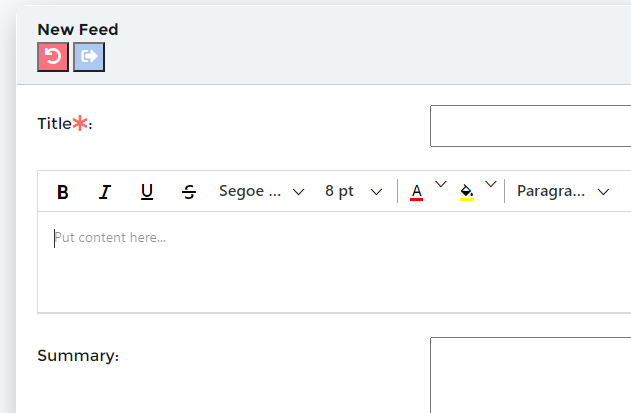 New Feed
Title*:
B I U S Segoe ... 8 pt A Paragra...
Put content here...
Summary: